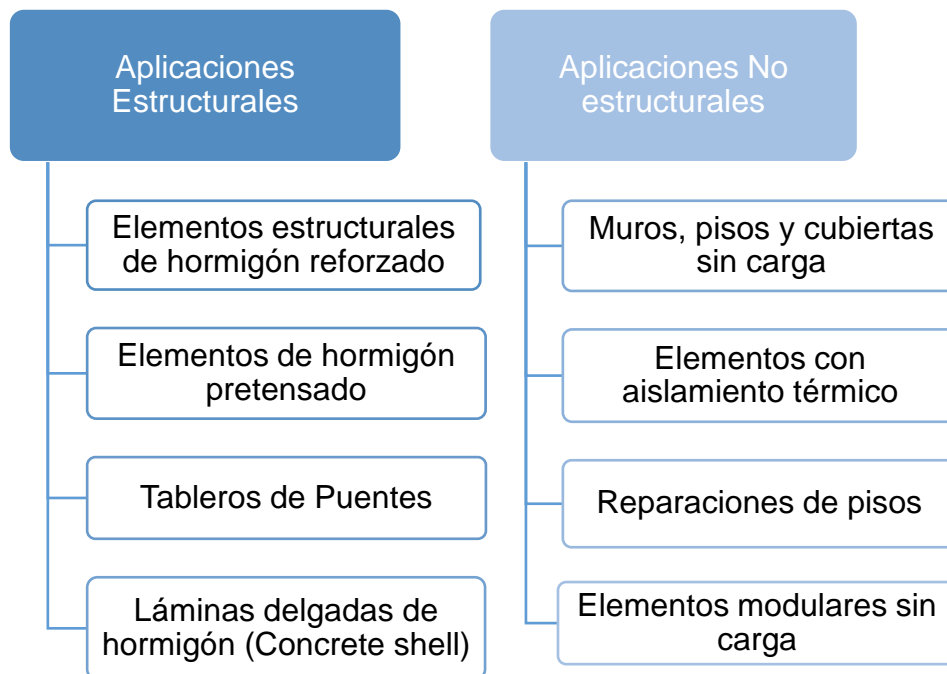 Aplicaciones
Estructurales
Elementos estructurales
de hormigón reforzado
Elementos de hormigón
pretensado
Tableros de Puentes
Láminas delgadas de
hormigón (Concrete shell)
Aplicaciones No
estructurales
Muros, pisos y cubiertas
sin carga
Elementos con
aislamiento térmico
Reparaciones de pisos
Elementos modulares sin
carga